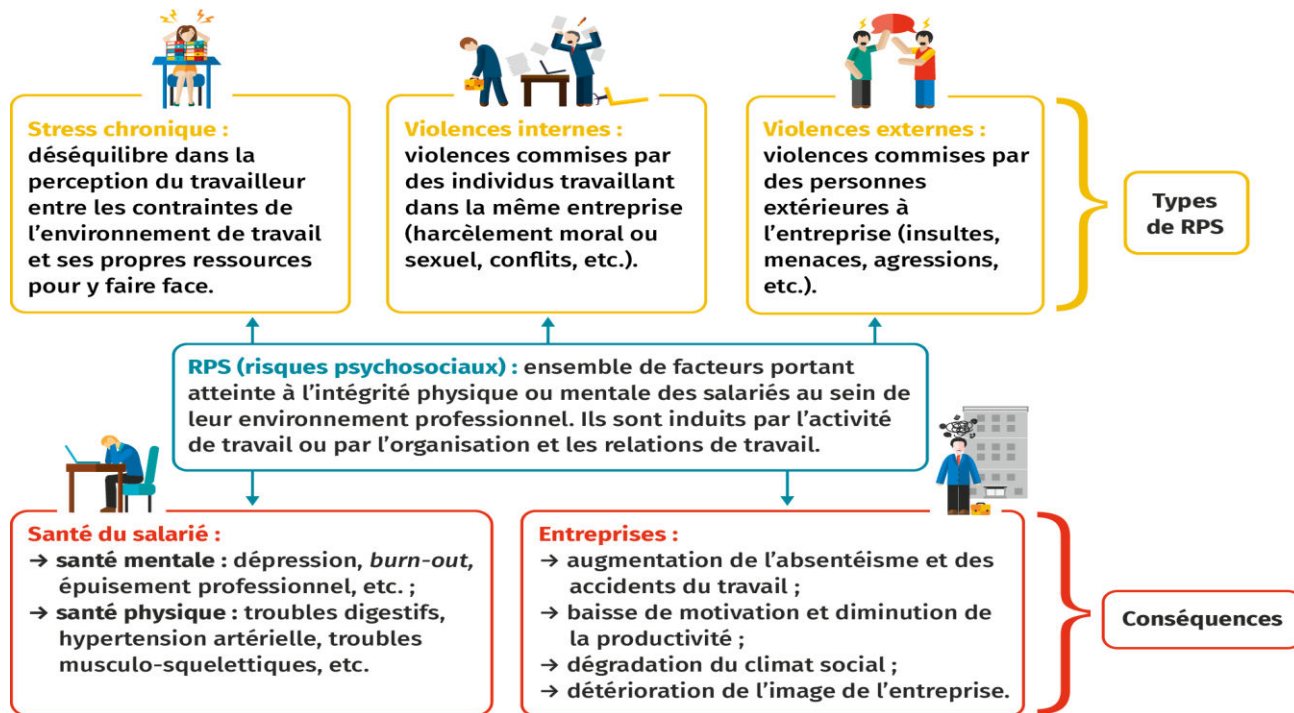 Stress chronique :
déséquilibre dans la
perception du travailleur
entre les contraintes de
l’environnement de travail
et ses propres ressources
pour y faire face.
Violences internes :
violences commises par
des individus travaillant
dans la même entreprise
(harcèlement moral ou
sexuel, conflits, etc.).
Violences externes :
violences commises par
des personnes
extérieures à
l’entreprise (insultes,
menaces, agressions,
etc.).
Types
de RPS
RPS (risques psychosociaux) : ensemble de facteurs portant
atteinte à l’intégrité physique ou mentale des salariés au sein de
leur environnement professionnel. Ils sont induits par l’activité
de travail ou par l’organisation et les relations de travail.
Santé du salarié :
→ santé mentale : dépression, burn-out,
épuisement professionnel, etc. ;
→ santé physique : troubles digestifs,
hypertension artérielle, troubles
musculo-squelettiques, etc.
Entreprises :
→ augmentation de l’absentéisme et des
accidents du travail ;
→ baisse de motivation et diminution de
la productivité ;
→ dégradation du climat social ;
→ détérioration de l’image de l’entreprise.
Conséquences